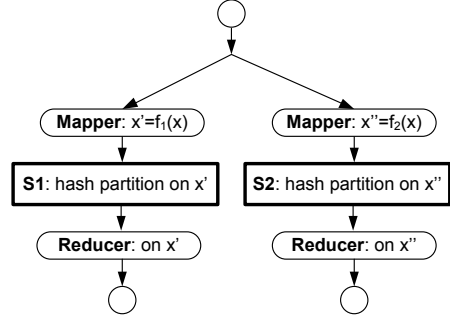 Mapper: x'=f₁(x)
Mapper: x''=f₂(x)
S1: hash partition on x'
S2: hash partition on x''
Reducer: on x'
Reducer: on x''